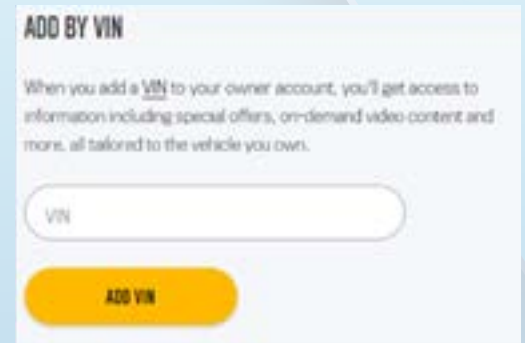 ADD BY VIN
When you add a VIN to your owner account, you'll get access to
information including special offers, on-demand video content and
more, all tailored to the vehicle you own.
VIN
ADD VIN